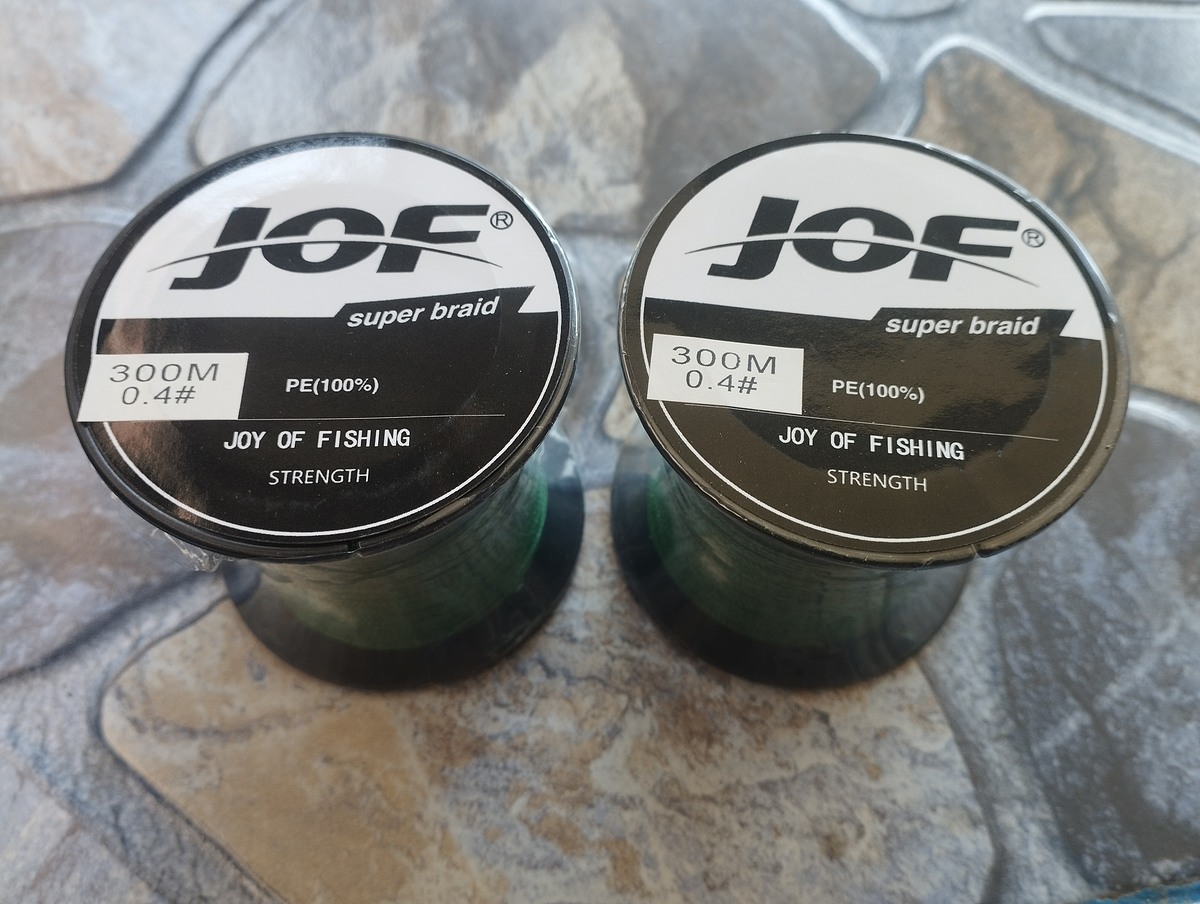 JOF®
super braid
300M
0.4#
PE(100%)
JOY OF FISHING
STRENGTH
JOF®
super braid
300M
0.4#
PE(100%)
JOY OF FISHING
STRENGTH